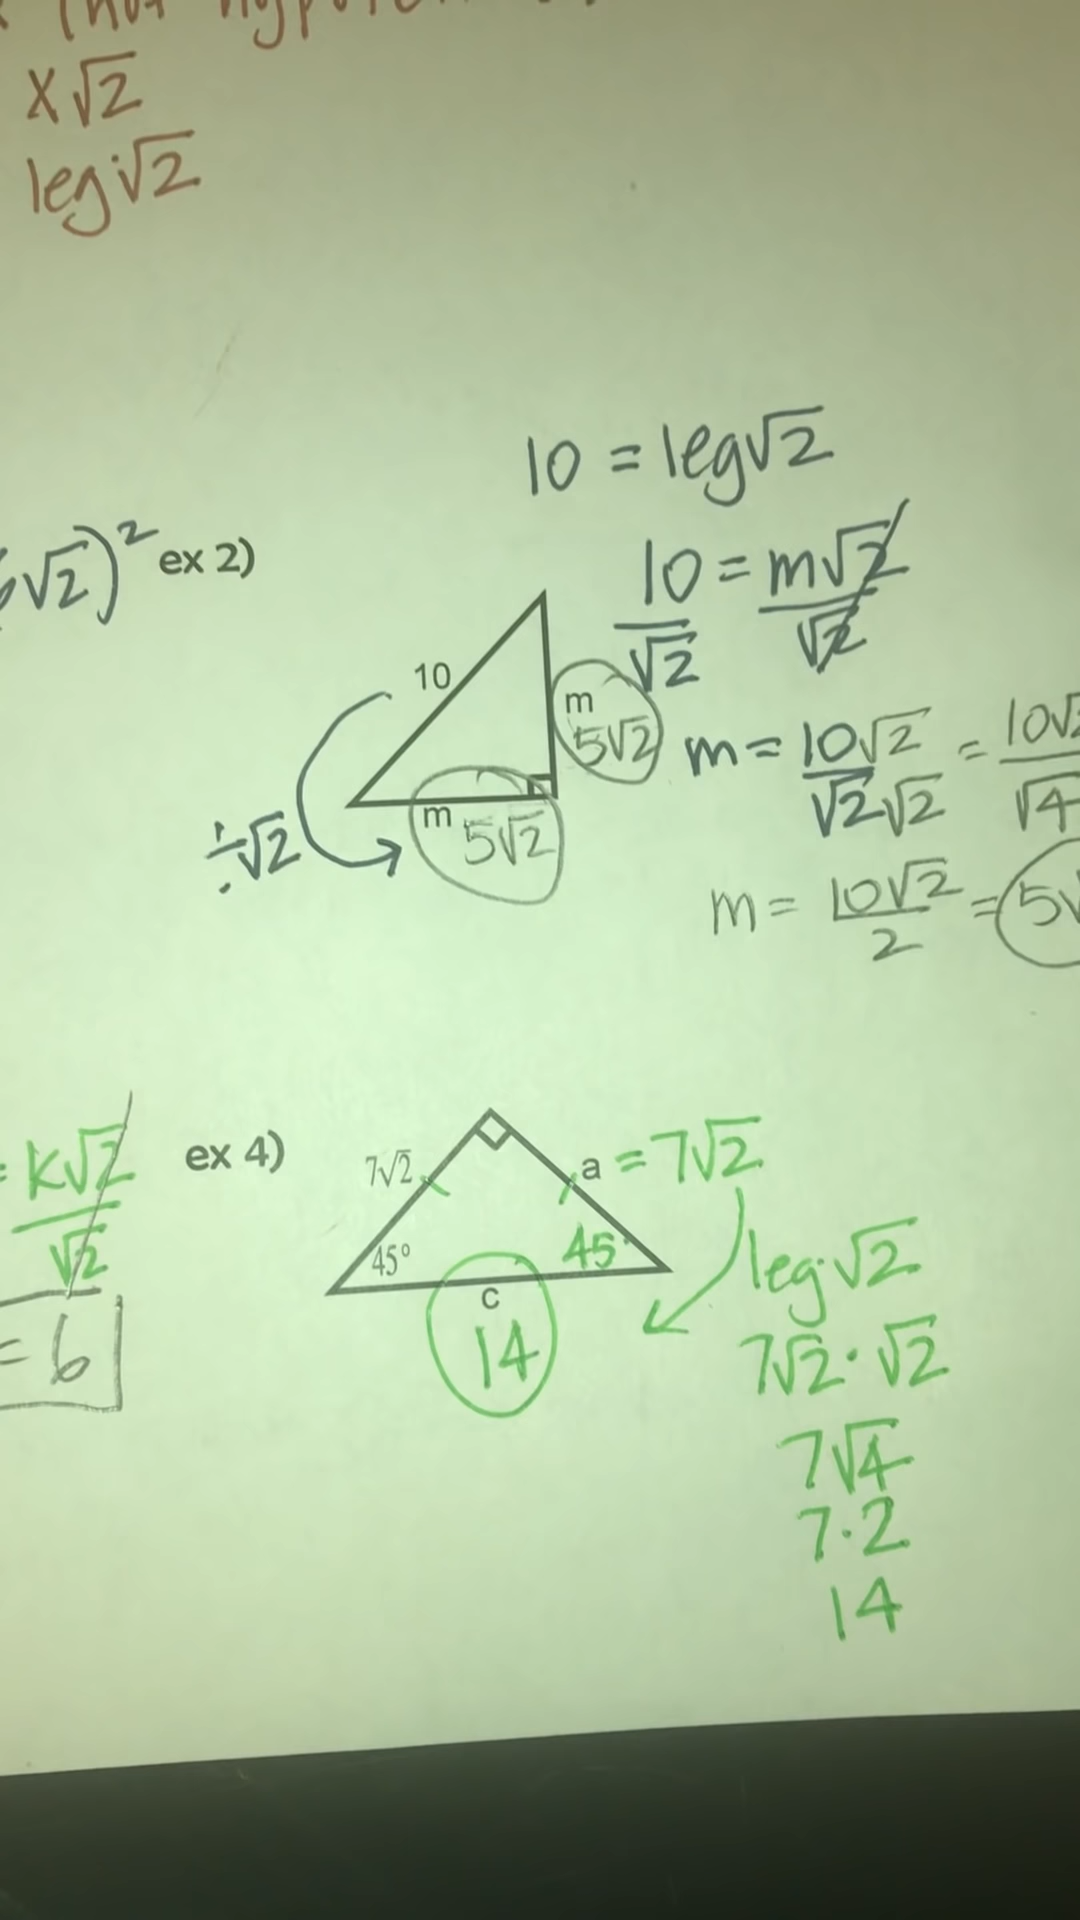 x√2
leg·√2
10 = leg√2
√2)² ex 2)
10 = m√2
√2 √2
10
m
5√2
m = 10√2 = 10√2
√2√2 √4
m
5√2
÷√2
m = 10√2 = 5√
2
= k√2
√2
= 6
ex 4)
7√2
a = 7√2
45°
45°
c
14
leg·√2
7√2·√2
7√4
7·2
14